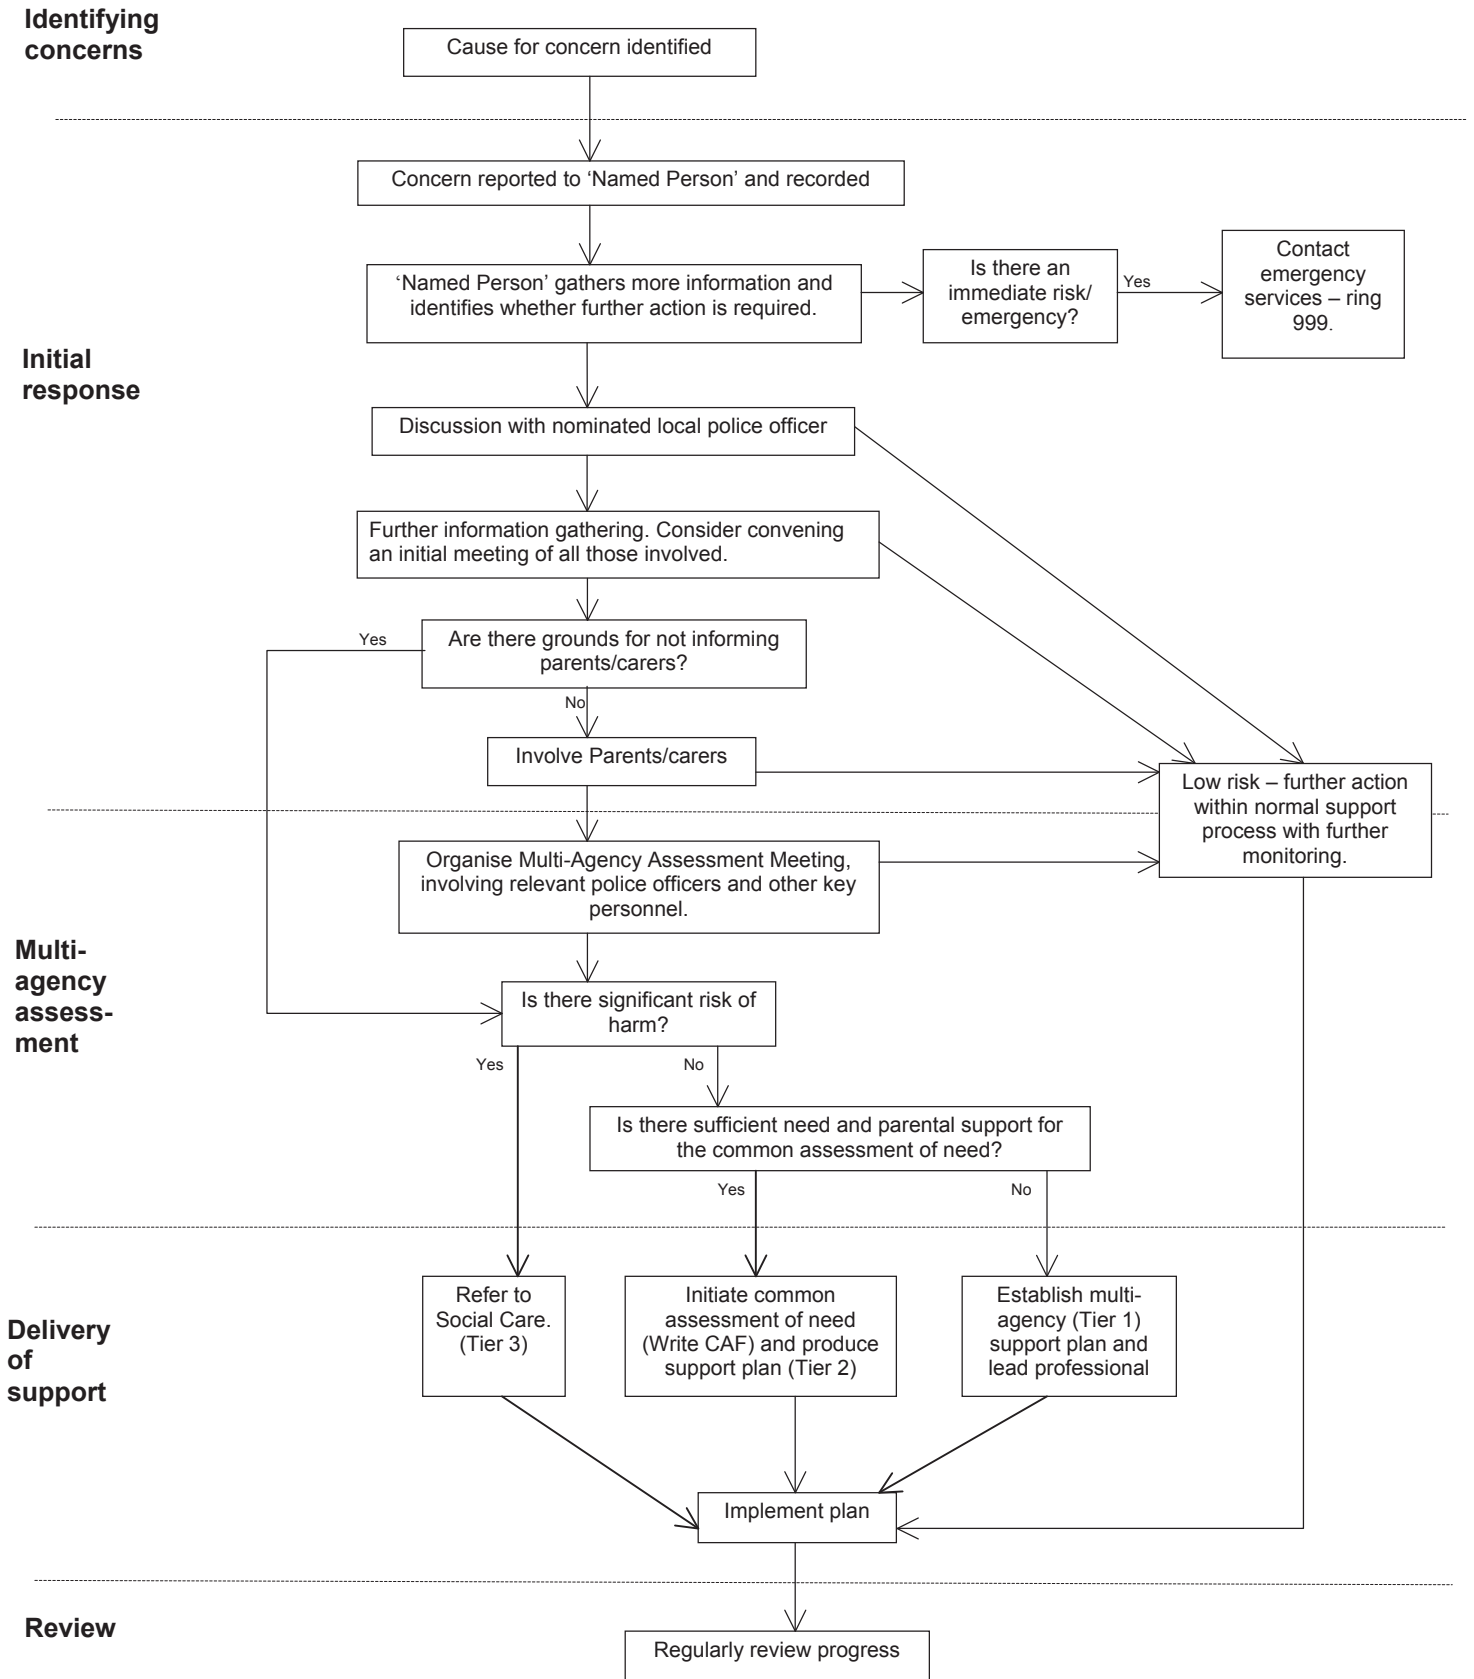 Identifying
concerns
Cause for concern identified
Concern reported to ‘Named Person’ and recorded
‘Named Person’ gathers more information and
identifies whether further action is required.
Is there an
immediate risk/
emergency?
Yes
Contact
emergency
services – ring
999.
Initial
response
Discussion with nominated local police officer
Further information gathering. Consider convening
an initial meeting of all those involved.
Yes
Are there grounds for not informing
parents/carers?
No
Involve Parents/carers
Low risk – further action
within normal support
process with further
monitoring.
Organise Multi-Agency Assessment Meeting,
involving relevant police officers and other key
personnel.
Multi-
agency
assess-
ment
Is there significant risk of
harm?
Yes
No
Is there sufficient need and parental support for
the common assessment of need?
Yes
No
Delivery
of
support
Refer to
Social Care.
(Tier 3)
Initiate common
assessment of need
(Write CAF) and produce
support plan (Tier 2)
Establish multi-
agency (Tier 1)
support plan and
lead professional
Implement plan
Review
Regularly review progress